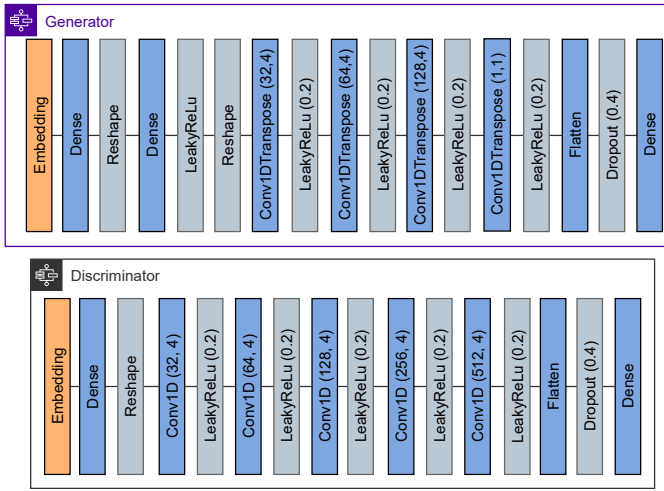 Generator
Embedding
Dense
Reshape
Dense
LeakyReLu
Reshape
Conv1DTranspose (32,4)
LeakyReLu (0.2)
Conv1DTranspose (64,4)
LeakyReLu (0.2)
Conv1DTranspose (128,4)
LeakyReLu (0.2)
Conv1DTranspose (1,1)
LeakyReLu (0.2)
Flatten
Dropout (0.4)
Dense
Discriminator
Embedding
Dense
Reshape
Conv1D (32, 4)
LeakyReLu (0.2)
Conv1D (64, 4)
LeakyReLu (0.2)
Conv1D (128, 4)
LeakyReLu (0.2)
Conv1D (256, 4)
LeakyReLu (0.2)
Conv1D (512, 4)
LeakyReLu (0.2)
Flatten
Dropout (0.4)
Dense